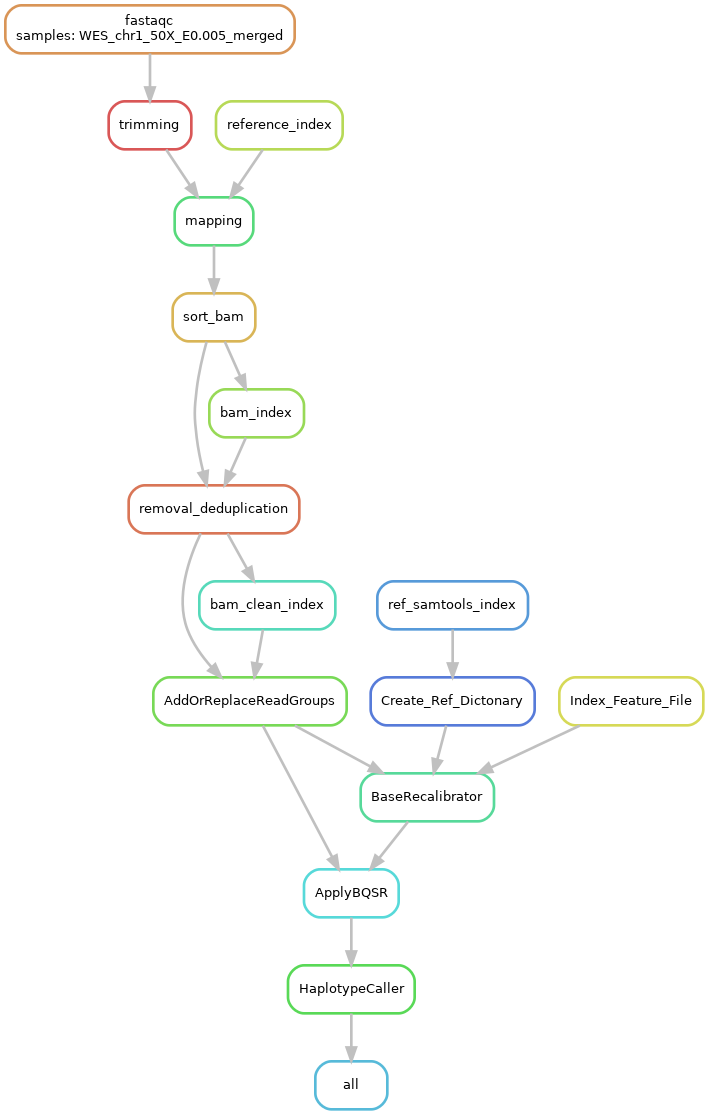 fastaqc
samples: WES_chr1_50X_E0.005_merged
trimming
reference_index
mapping
sort_bam
bam_index
removal_deduplication
bam_clean_index
ref_samtools_index
AddOrReplaceReadGroups
Create_Ref_Dictonary
Index_Feature_File
BaseRecalibrator
ApplyBQSR
HaplotypeCaller
all